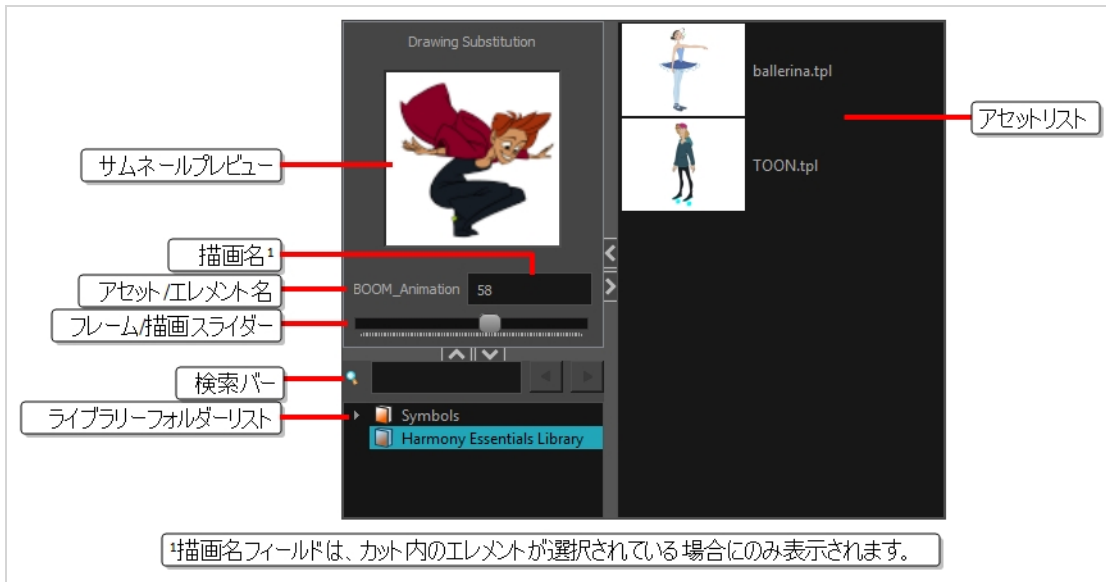 Drawing Substitution
ballerina.tpl
アセットリスト
サムネールプレビュー
TOON.tpl
描画名¹
アセット/エレメント名
BOOM_Animation 58
フレーム/描画スライダー
検索バー
ライブラリーフォルダーリスト
Symbols
Harmony Essentials Library
¹描画名フィールドは、カット内のエレメントが選択されている場合にのみ表示されます。